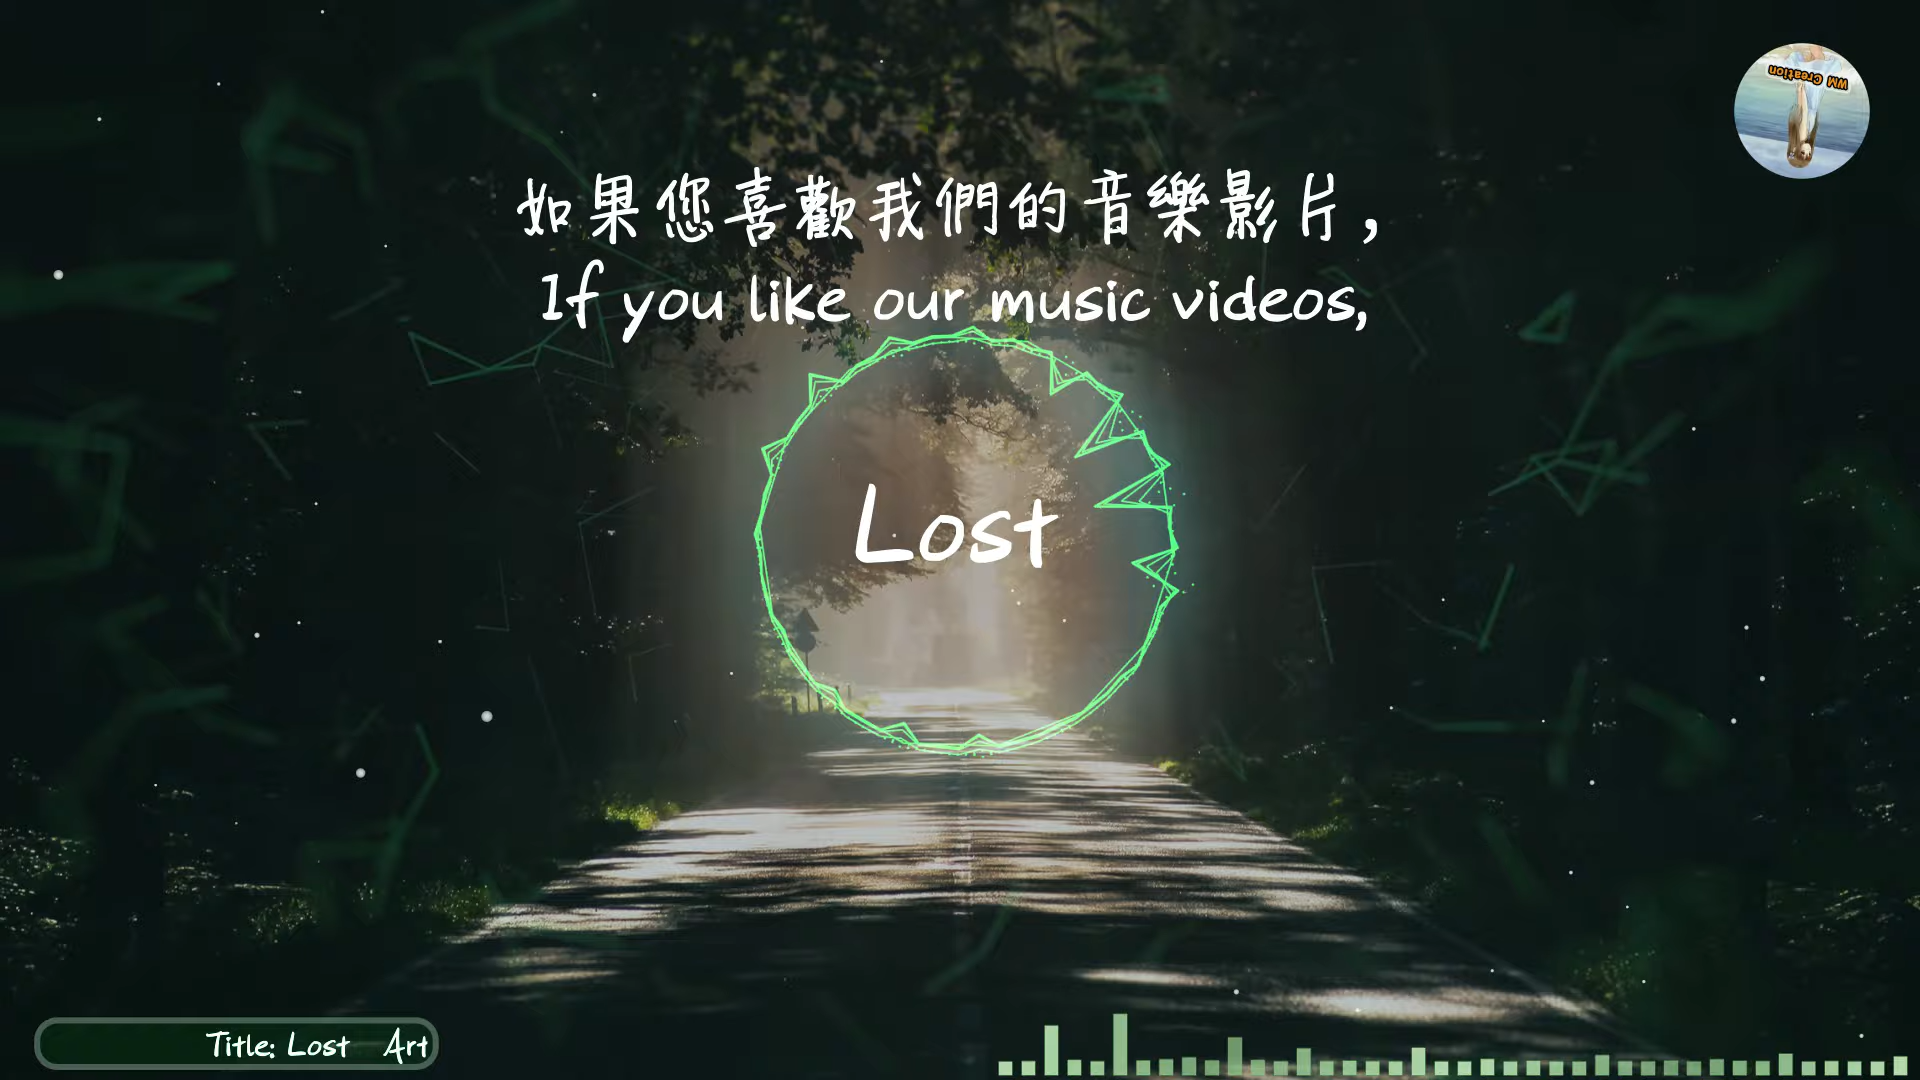 WM Creation
如果您喜歡我們的音樂影片，
If you like our music videos,
Lost
Title: Lost Art